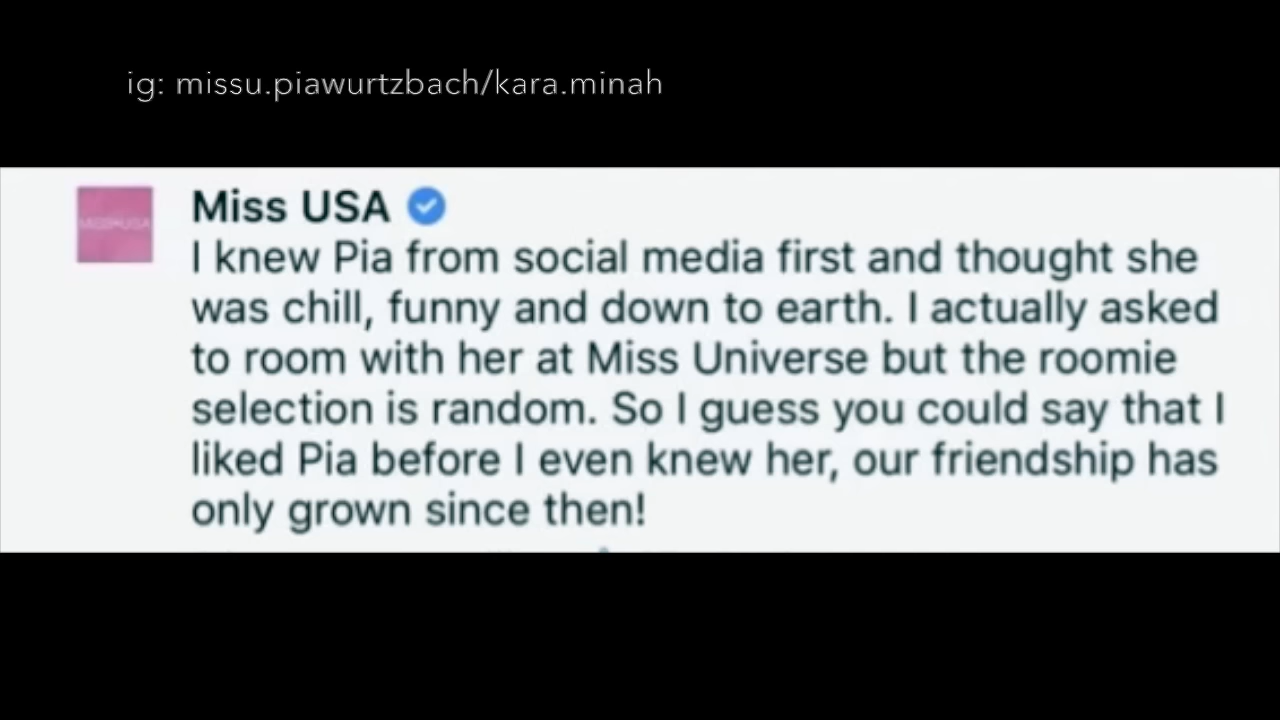 ig: missu.piawurtzbach/kara.minah
Miss USA
I knew Pia from social media first and thought she
was chill, funny and down to earth. I actually asked
to room with her at Miss Universe but the roomie
selection is random. So I guess you could say that I
liked Pia before I even knew her, our friendship has
only grown since then!